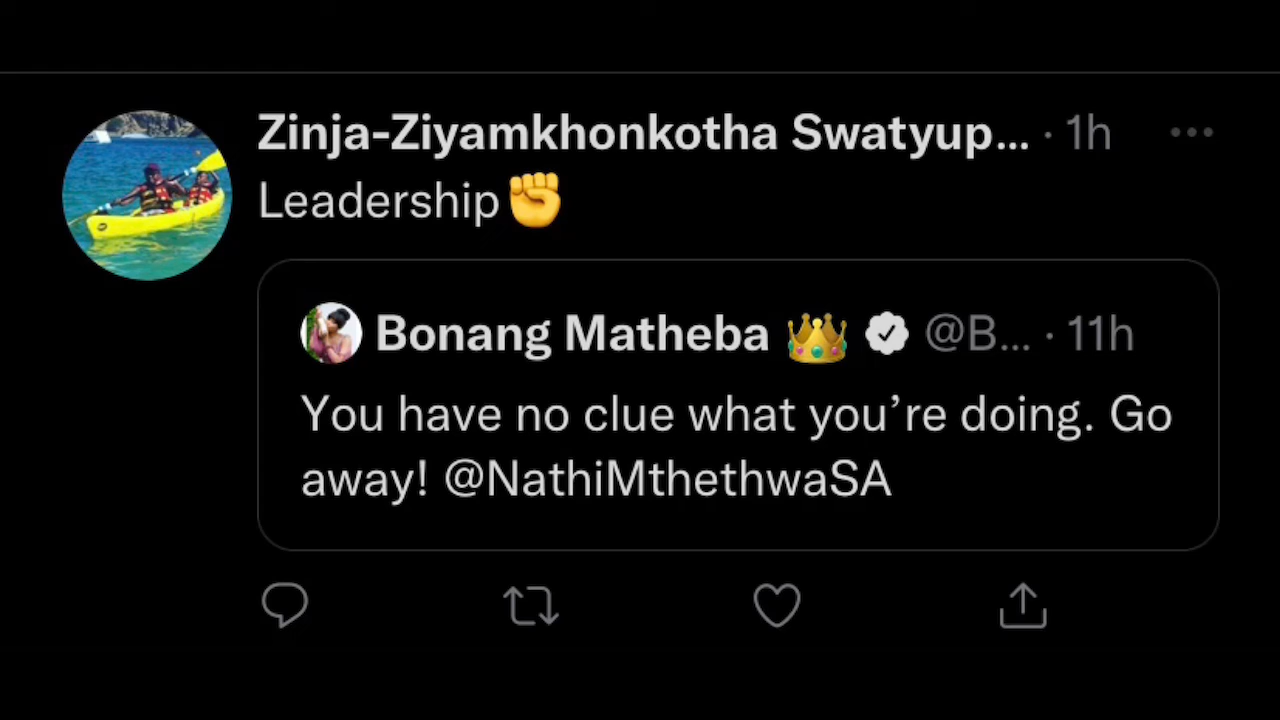 Zinja-Ziyamkhonkotha Swatyup... · 1h
Leadership✊
Bonang Matheba 👑 @B... · 11h
You have no clue what you’re doing. Go
away! @NathiMthethwaSA